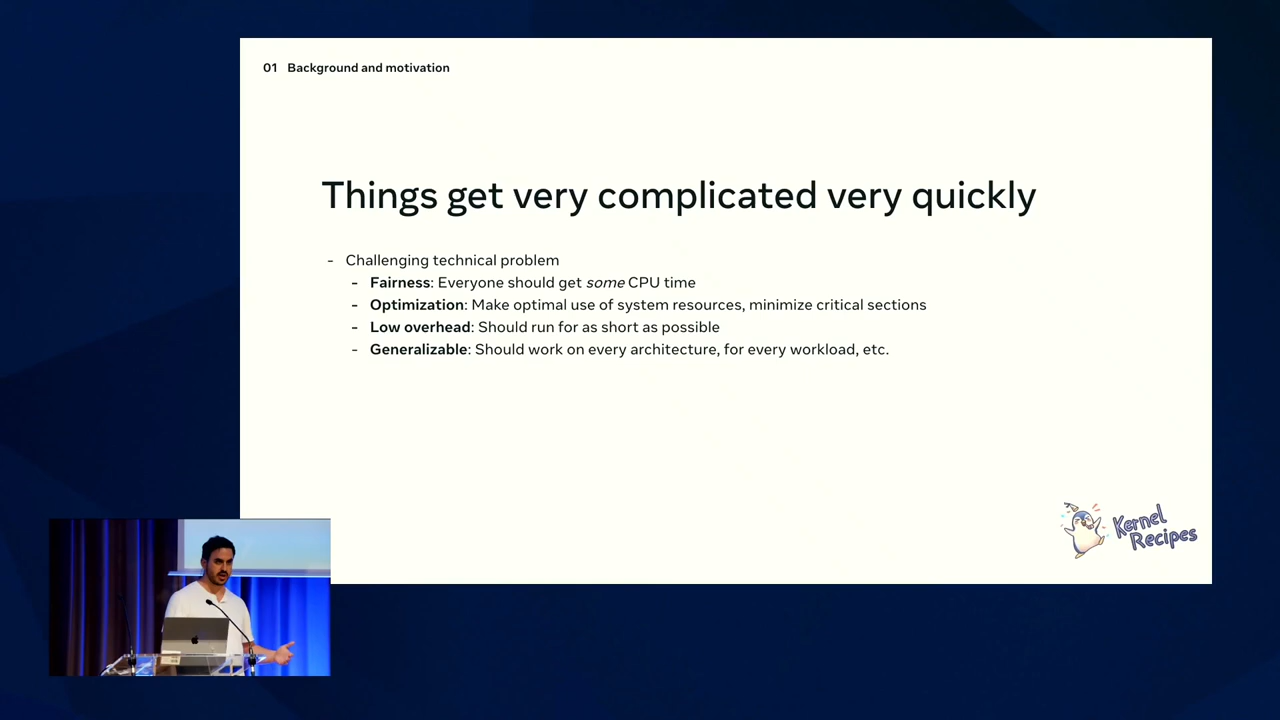 01 Background and motivation
Things get very complicated very quickly
- Challenging technical problem
- Fairness: Everyone should get some CPU time
- Optimization: Make optimal use of system resources, minimize critical sections
- Low overhead: Should run for as short as possible
- Generalizable: Should work on every architecture, for every workload, etc.
Kernel
Recipes